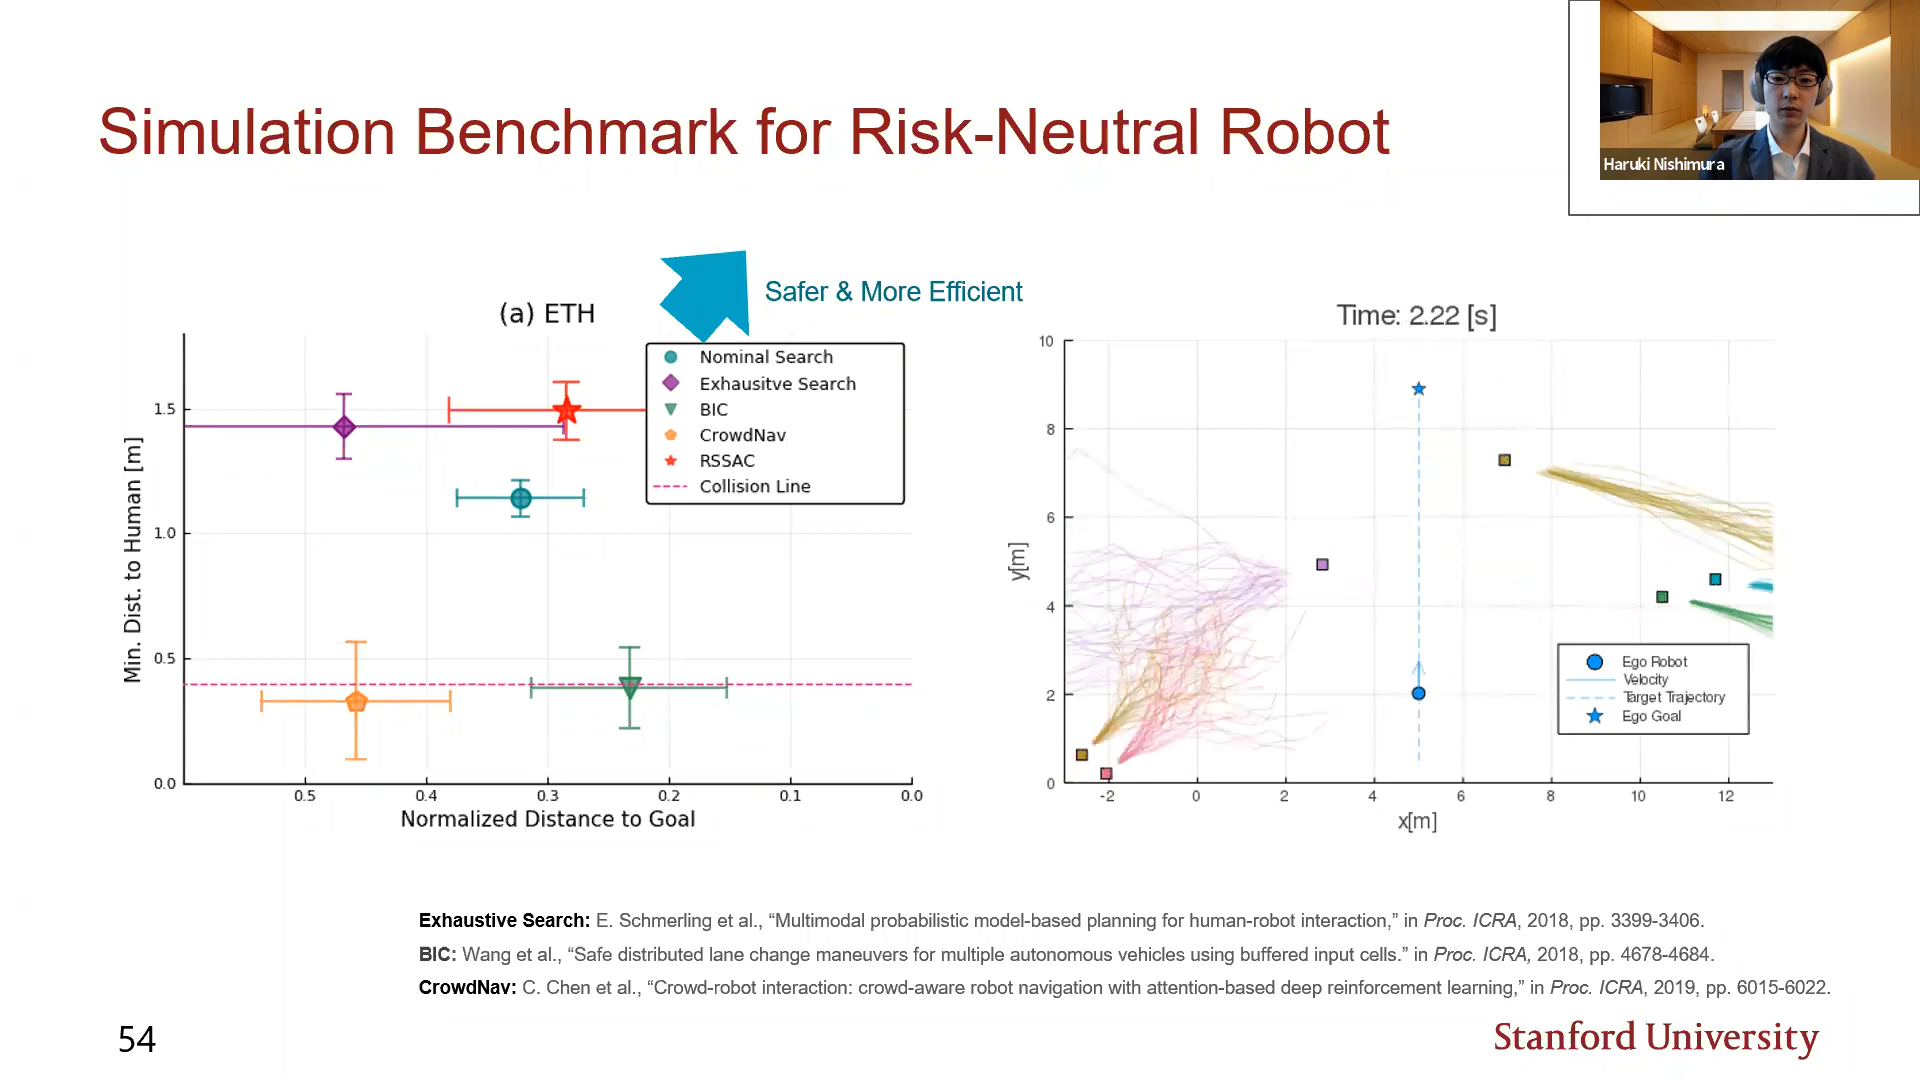 Simulation Benchmark for Risk-Neutral Robot
Haruki Nishimura
Safer & More Efficient
(a) ETH
Nominal Search
Exhausitve Search
BIC
CrowdNav
RSSAC
Collision Line
Min. Dist. to Human [m]
1.5
1.0
0.5
0.0
0.5 0.4 0.3 0.2 0.1 0.0
Normalized Distance to Goal
Time: 2.22 [s]
y[m]
10
8
6
4
2
0
-2 0 2 4 6 8 10 12
x[m]
Ego Robot
Velocity
Target Trajectory
Ego Goal
Exhaustive Search: E. Schmerling et al., “Multimodal probabilistic model-based planning for human-robot interaction,” in Proc. ICRA, 2018, pp. 3399-3406.
BIC: Wang et al., “Safe distributed lane change maneuvers for multiple autonomous vehicles using buffered input cells.” in Proc. ICRA, 2018, pp. 4678-4684.
CrowdNav: C. Chen et al., “Crowd-robot interaction: crowd-aware robot navigation with attention-based deep reinforcement learning,” in Proc. ICRA, 2019, pp. 6015-6022.
54
Stanford University